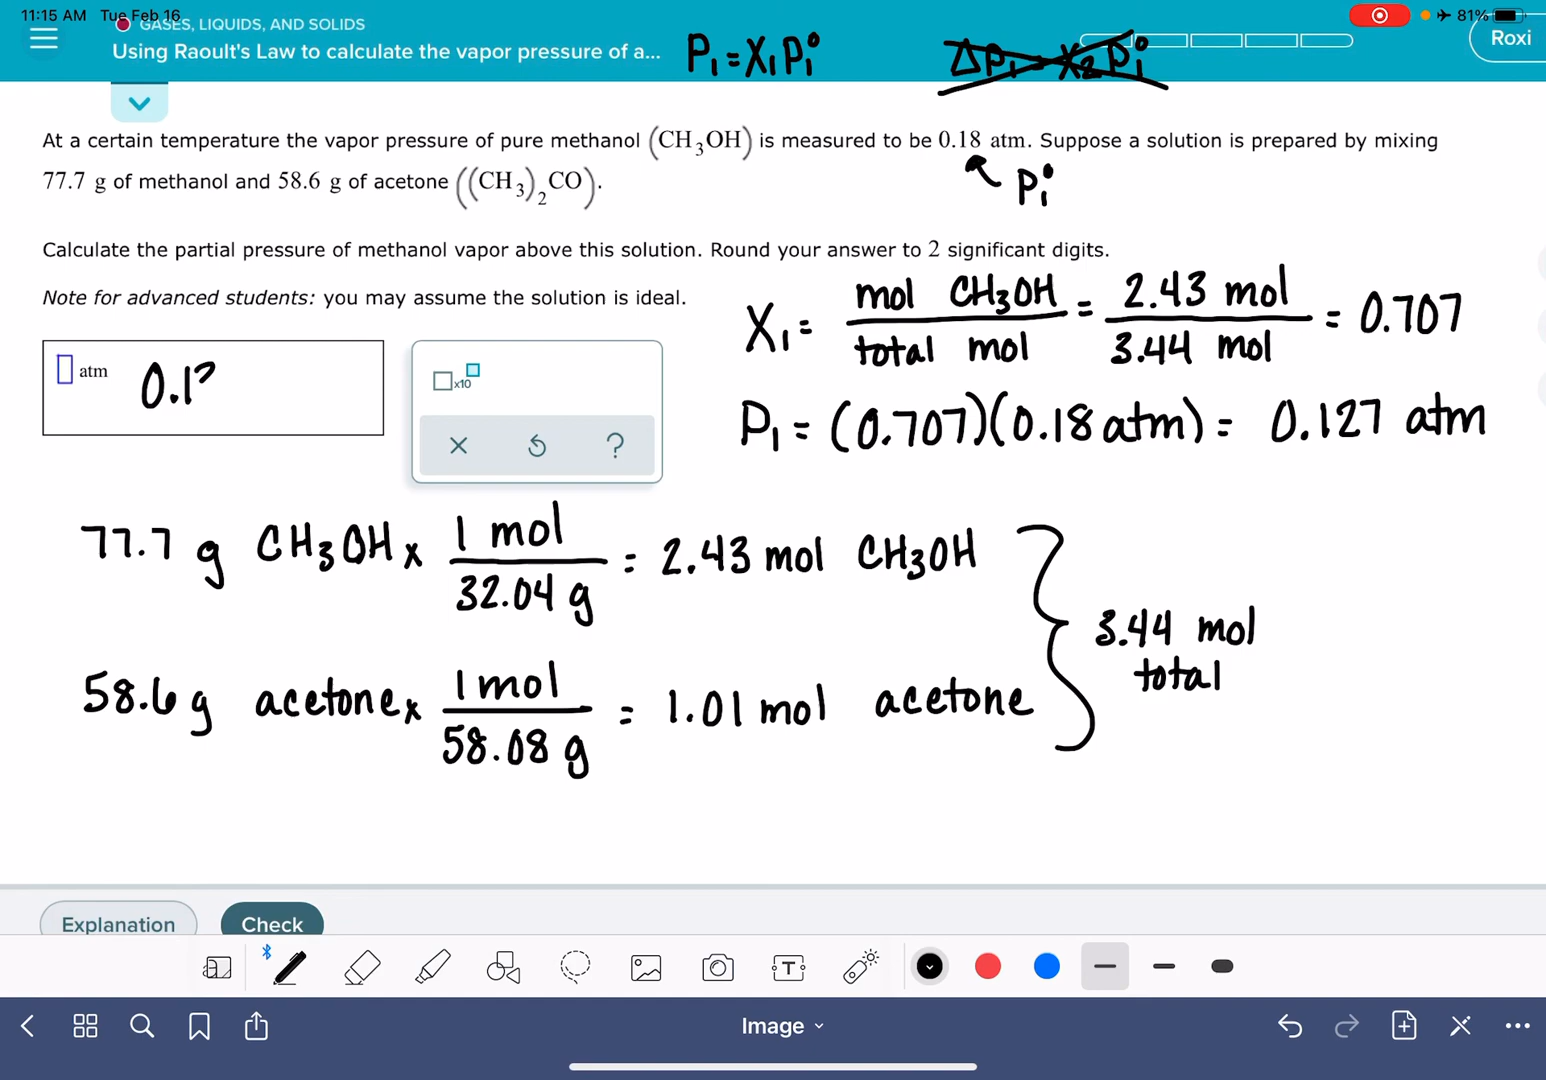 11:15 AM Tue Feb 16
81%
GASES, LIQUIDS, AND SOLIDS
Using Raoult's Law to calculate the vapor pressure of a...
P₁ = X₁P₁°
ΔP₁ = X₂P₁°
Roxi
At a certain temperature the vapor pressure of pure methanol (CH₃OH) is measured to be 0.18 atm. Suppose a solution is prepared by mixing
77.7 g of methanol and 58.6 g of acetone ((CH₃)₂CO).
P₁°
Calculate the partial pressure of methanol vapor above this solution. Round your answer to 2 significant digits.
Note for advanced students: you may assume the solution is ideal.
X₁ = mol CH₃OH / total mol = 2.43 mol / 3.44 mol = 0.707
atm 0.1
x10
P₁ = (0.707)(0.18 atm) = 0.127 atm
?
77.7 g CH₃OH x 1 mol / 32.04 g = 2.43 mol CH₃OH
3.44 mol
total
58.6 g acetone x 1 mol / 58.08 g = 1.01 mol acetone
Explanation
Check
Image